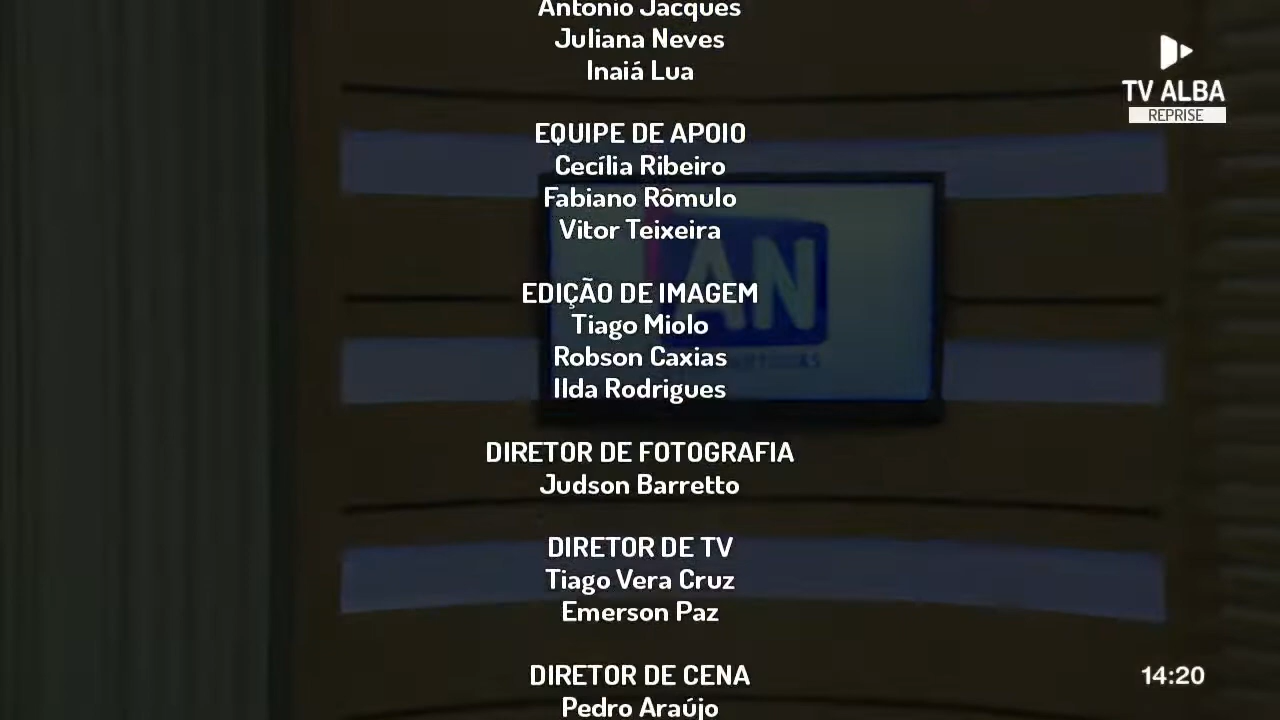 Antonio Jacques
Juliana Neves
Inaiá Lua
TV ALBA
REPRISE
EQUIPE DE APOIO
Cecília Ribeiro
Fabiano Rômulo
Vitor Teixeira
AN
EDIÇÃO DE IMAGEM
Tiago Miolo
Robson Caxias
Ilda Rodrigues
DIRETOR DE FOTOGRAFIA
Judson Barretto
DIRETOR DE TV
Tiago Vera Cruz
Emerson Paz
DIRETOR DE CENA
Pedro Araújo
14:20